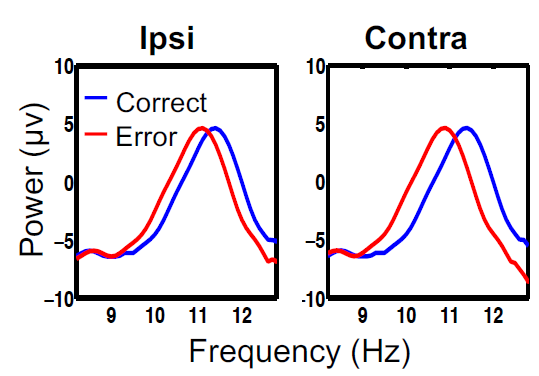 Ipsi
Contra
Power (μv)
10
5
0
−5
−10
Correct
Error
9 10 11 12
10
5
0
−5
-10
9 10 11 12
Frequency (Hz)